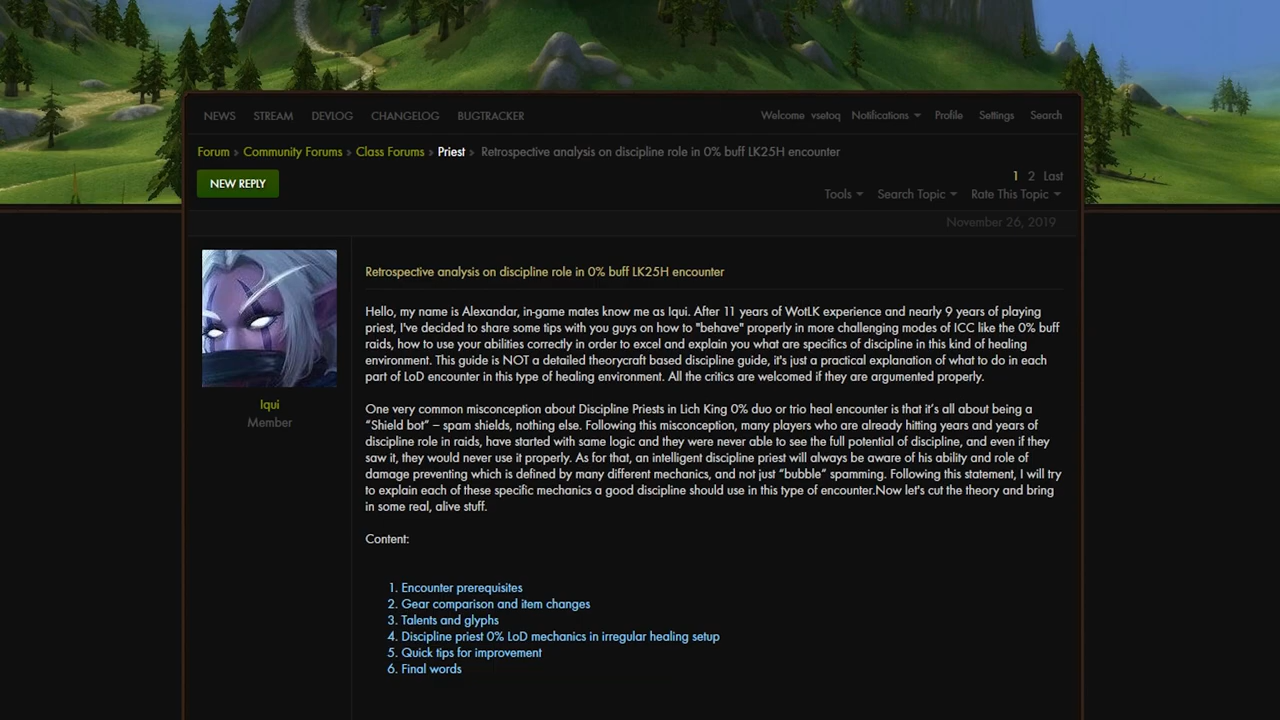 NEWS STREAM DEVLOG CHANGELOG BUGTRACKER Welcome vsetoq Notifications Profile Settings Search
Forum » Community Forums » Class Forums » Priest » Retrospective analysis on discipline role in 0% buff LK25H encounter
NEW REPLY
1 2 Last
Tools Search Topic Rate This Topic
November 26, 2019
Iqui
Member
Retrospective analysis on discipline role in 0% buff LK25H encounter
Hello, my name is Alexandar, in-game mates know me as Iqui. After 11 years of WotLK experience and nearly 9 years of playing
priest, I've decided to share some tips with you guys on how to "behave" properly in more challenging modes of ICC like the 0% buff
raids, how to use your abilities correctly in order to excel and explain you what are specifics of discipline in this kind of healing
environment. This guide is NOT a detailed theorycraft based discipline guide, it's just a practical explanation of what to do in each
part of LoD encounter in this type of healing environment. All the critics are welcomed if they are argumented properly.
One very common misconception about Discipline Priests in Lich King 0% duo or trio heal encounter is that it’s all about being a
“Shield bot” – spam shields, nothing else. Following this misconception, many players who are already hitting years and years of
discipline role in raids, have started with same logic and they were never able to see the full potential of discipline, and even if they
saw it, they would never use it properly. As for that, an intelligent discipline priest will always be aware of his ability and role of
damage preventing which is defined by many different mechanics, and not just “bubble” spamming. Following this statement, I will try
to explain each of these specific mechanics a good discipline should use in this type of encounter.Now let's cut the theory and bring
in some real, alive stuff.
Content:
1. Encounter prerequisites
2. Gear comparison and item changes
3. Talents and glyphs
4. Discipline priest 0% LoD mechanics in irregular healing setup
5. Quick tips for improvement
6. Final words